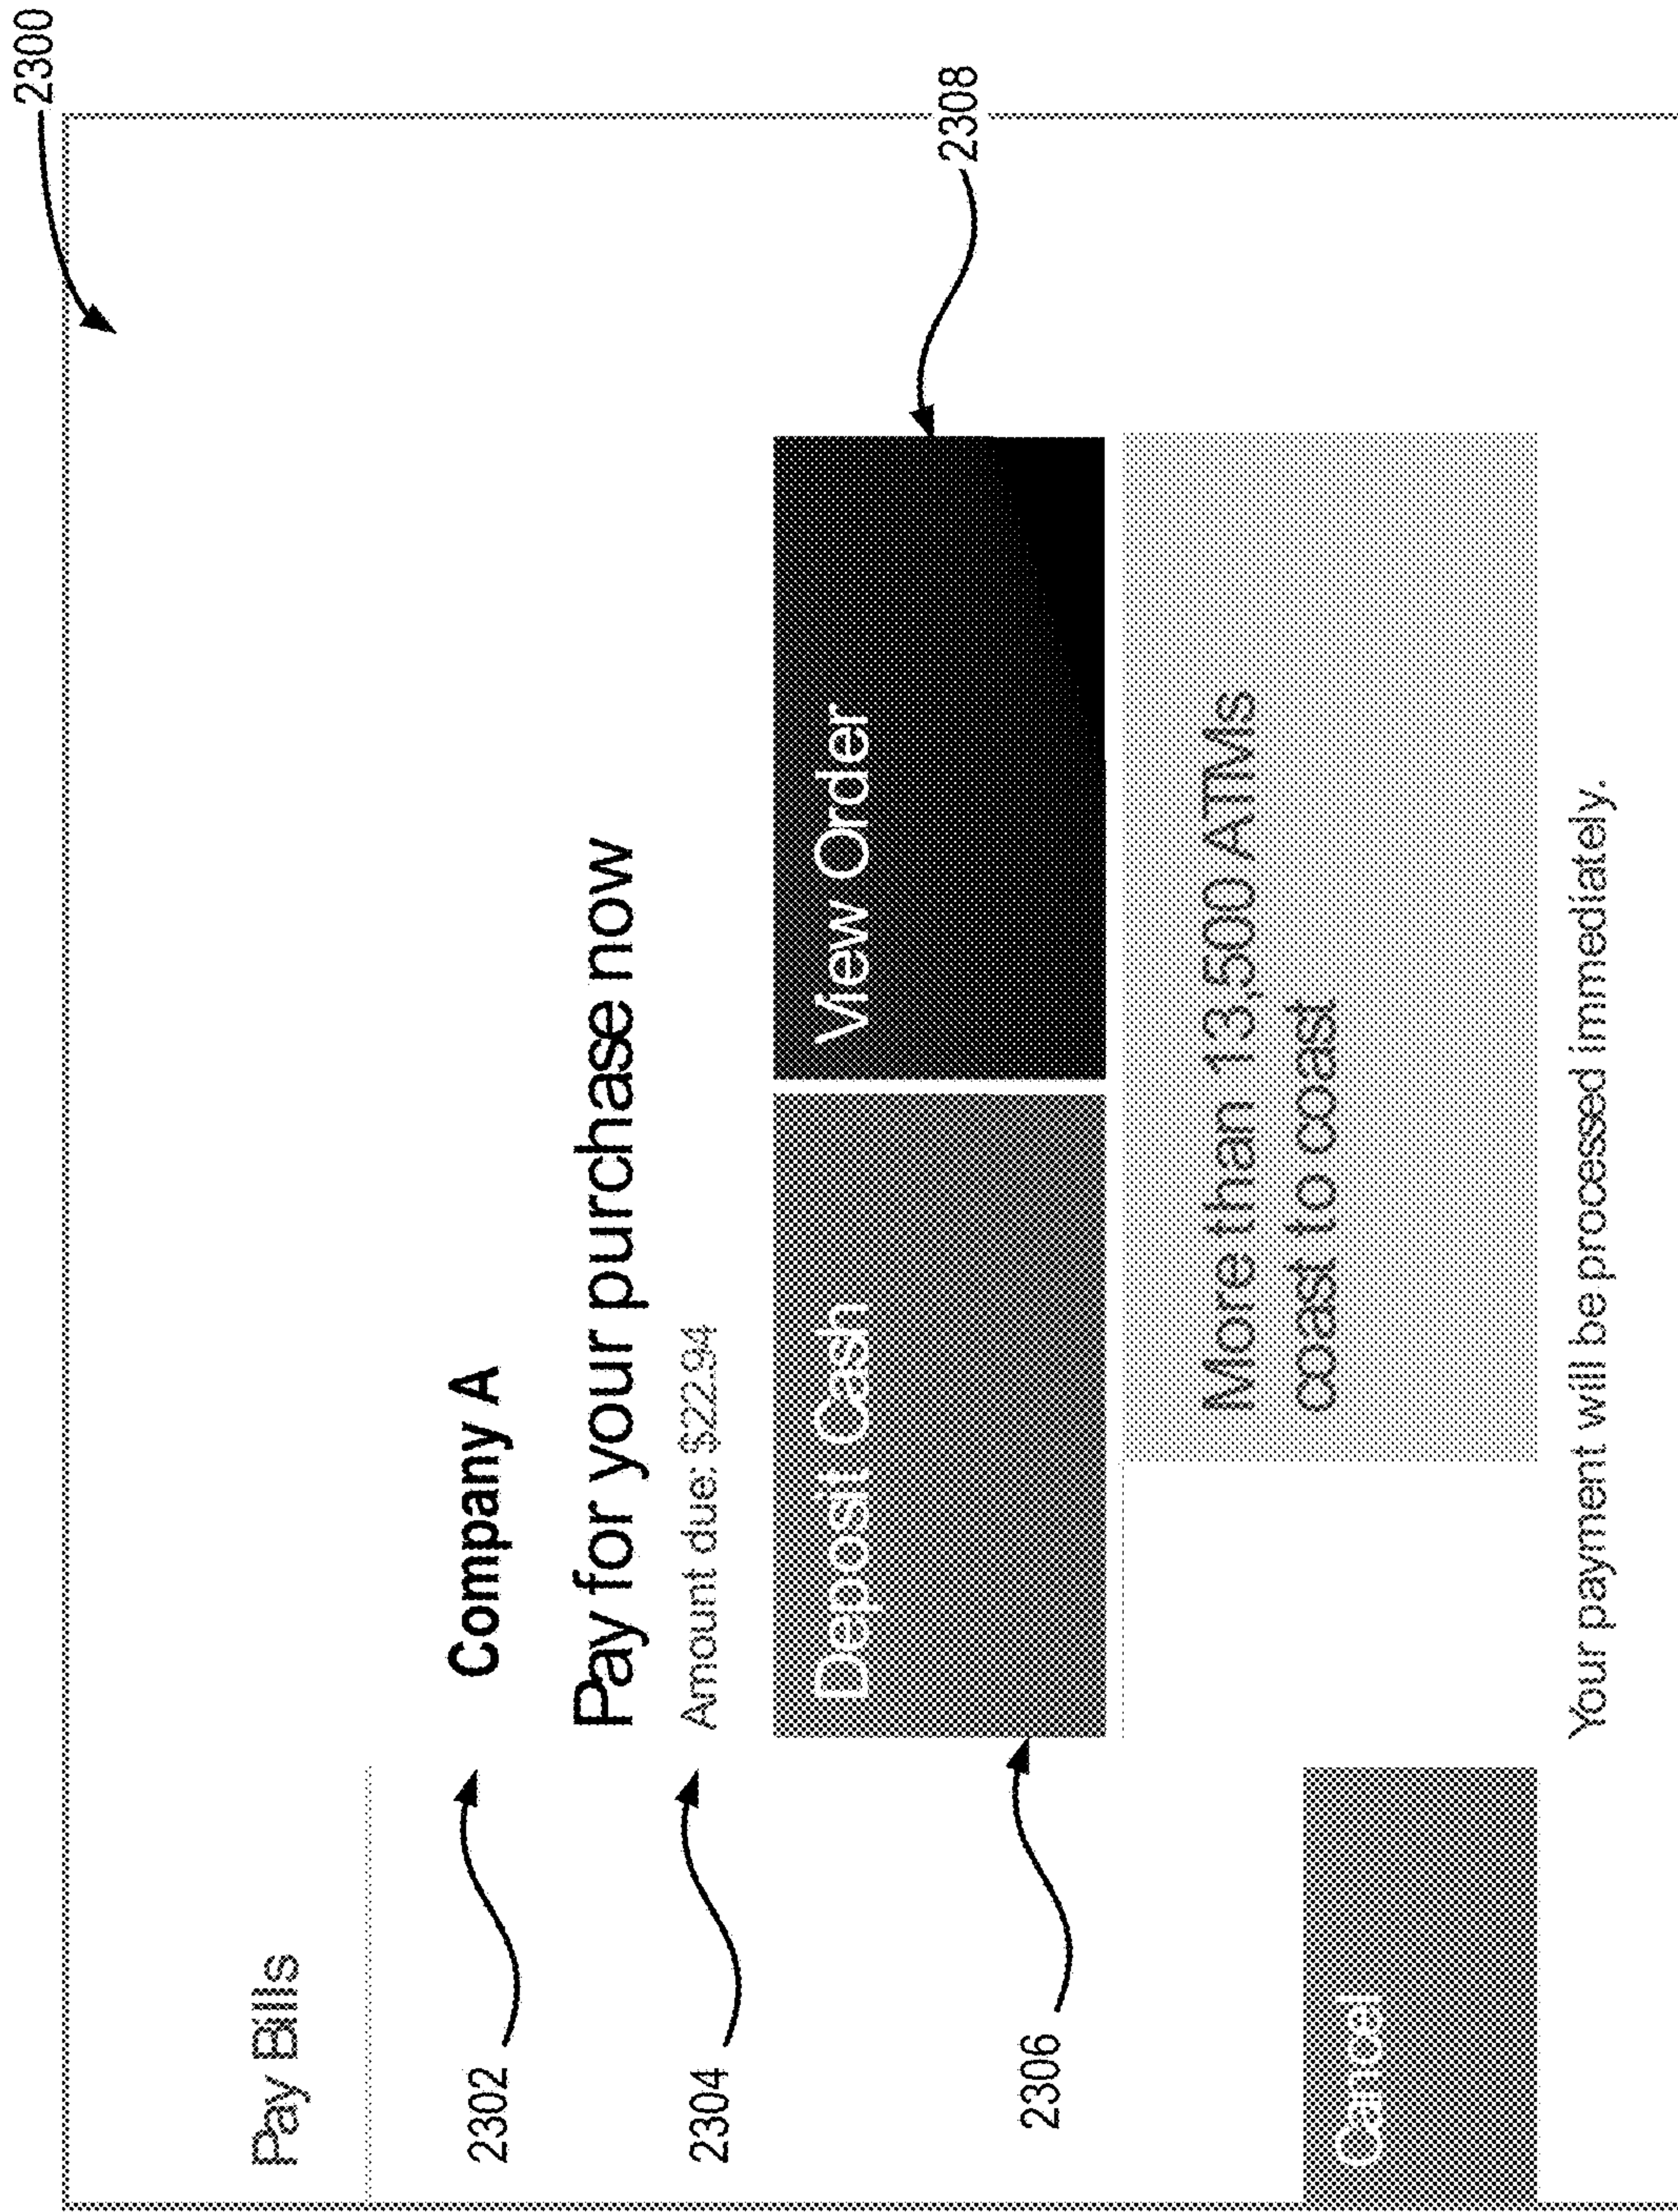 2300
Pay Bills
2302
Company A
Pay for your purchase now
2304
Amount due: $22.94
2308
Deposit Cash
View Order
2306
More than 13,500 ATMs
coast to coast
Cancel
Your payment will be processed immediately.